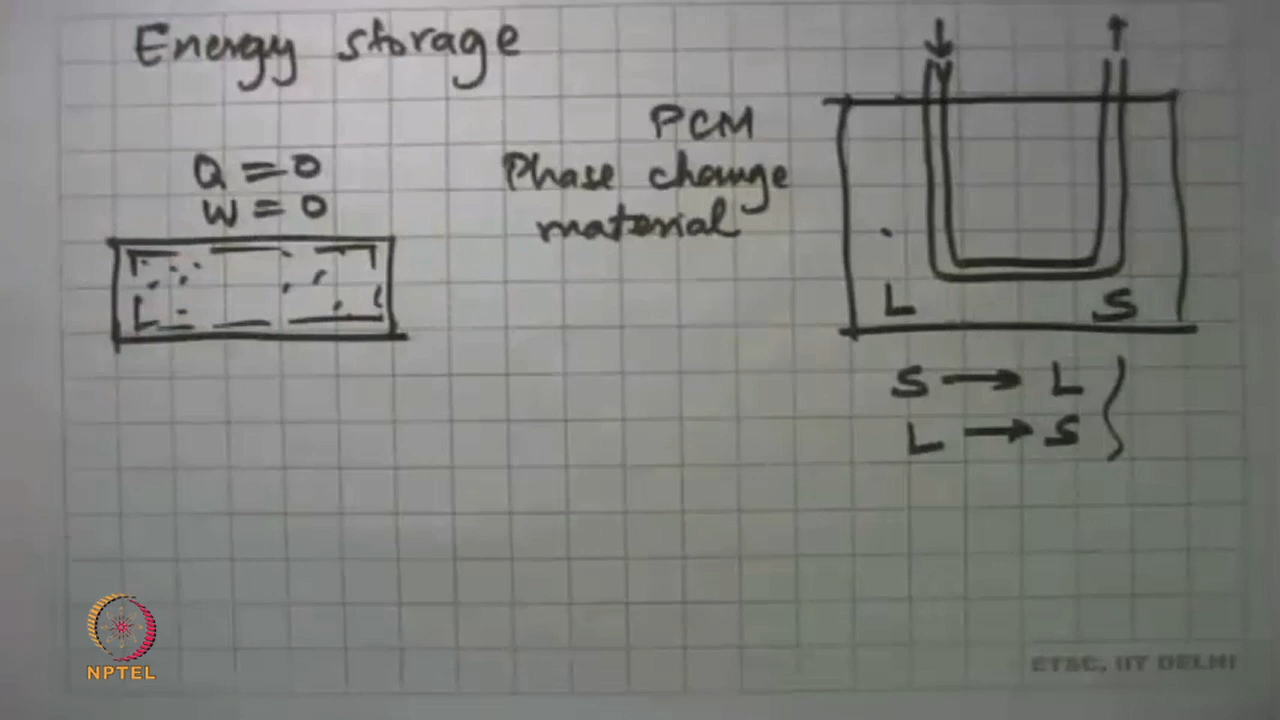 Energy storage
Q = 0
W = 0
PCM
Phase change
material
L S
S → L
L → S }
NPTEL
ETSC, IIT DELHI